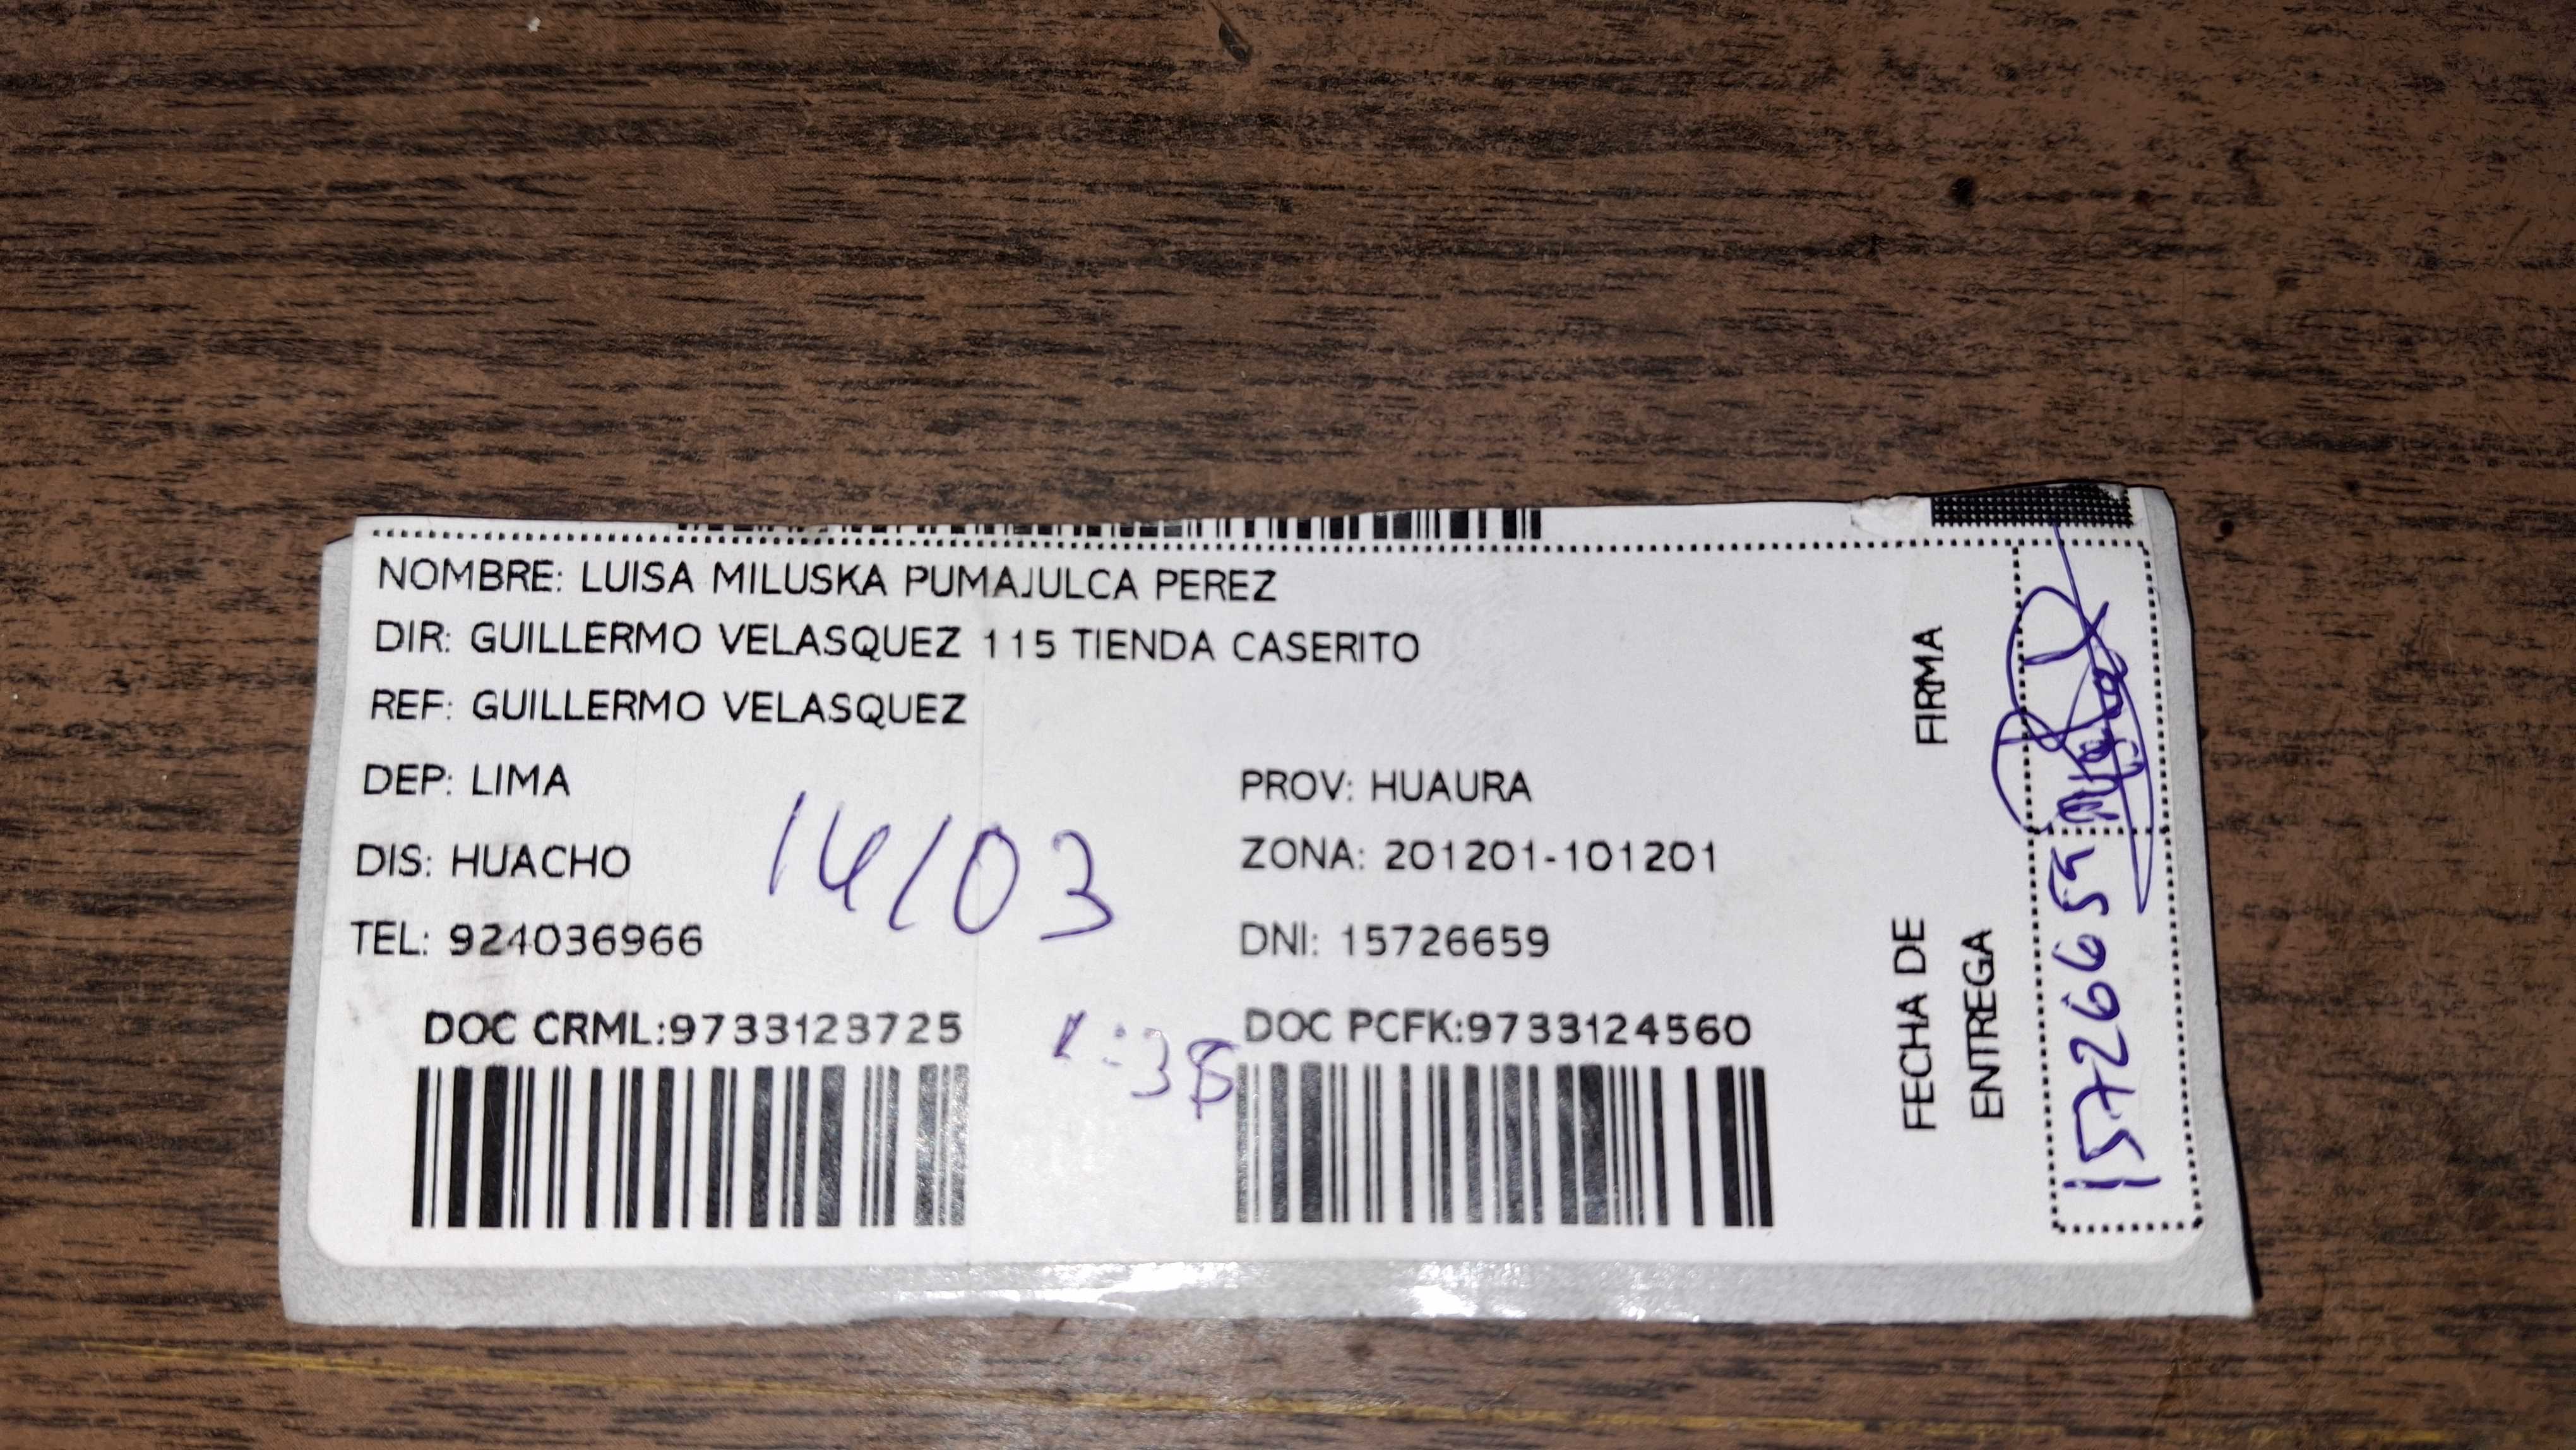 NOMBRE: LUISA MILUSKA PUMAJULCA PEREZ
DIR: GUILLERMO VELASQUEZ 115 TIENDA CASERITO
REF: GUILLERMO VELASQUEZ
DEP: LIMA
PROV: HUAURA
DIS: HUACHO
14/03
ZONA: 201201-101201
TEL: 924036966
DNI: 15726659
DOC CRML:9733123725
DOC PCFK:9733124560
FIRMA
FECHA DE
ENTREGA